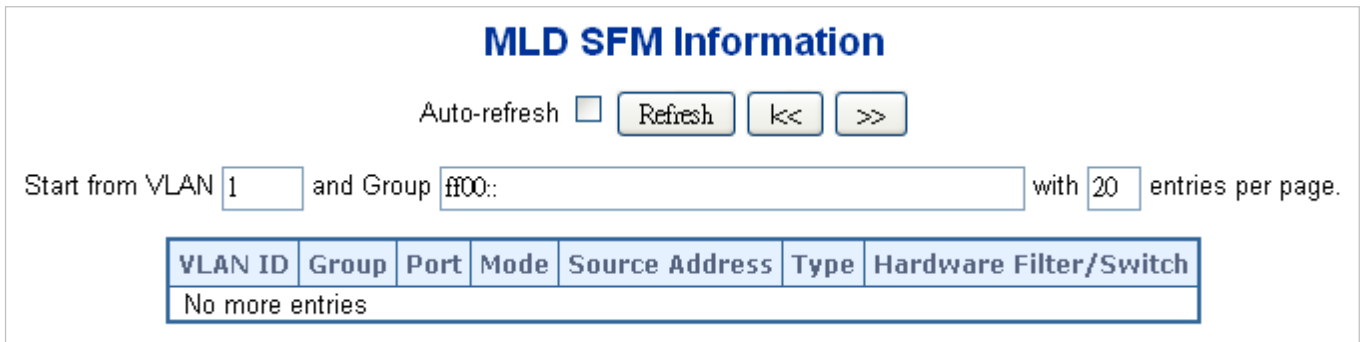 MLD SFM Information
Auto-refresh Refresh |<< >>
Start from VLAN 1 and Group ff00:: with 20 entries per page.
VLAN ID Group Port Mode Source Address Type Hardware Filter/Switch
No more entries